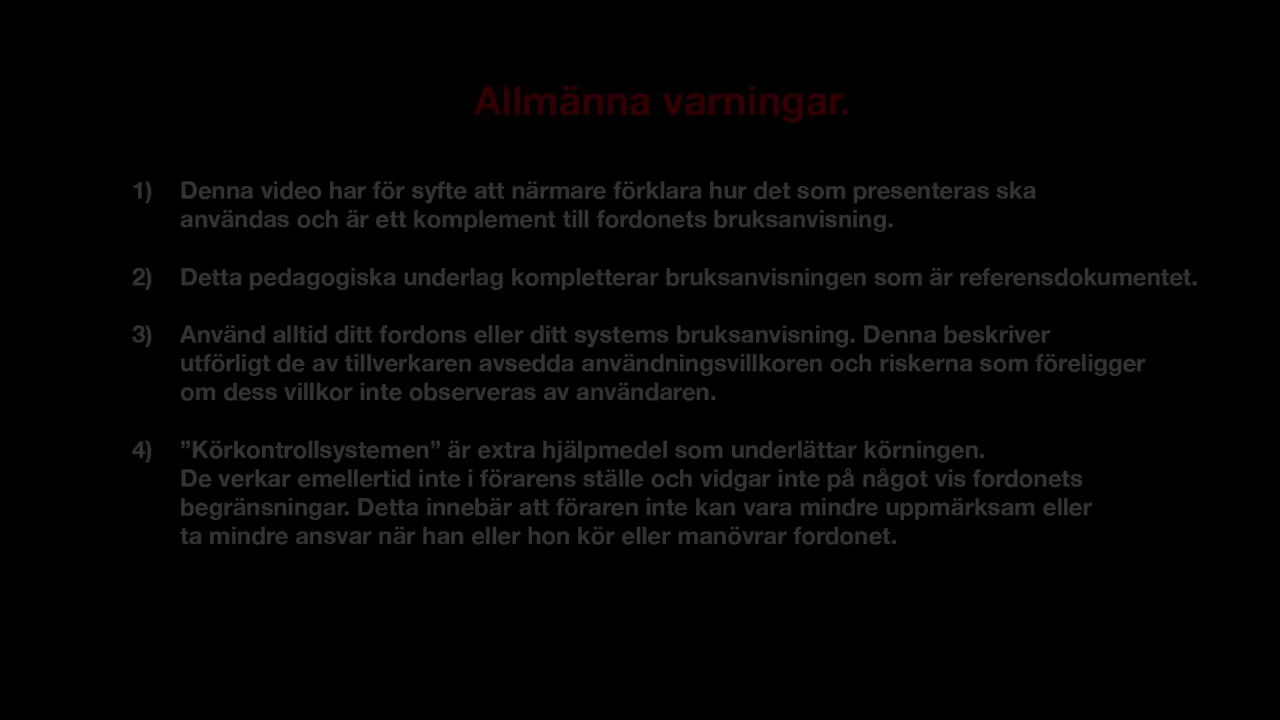 Allmänna varningar.
1) Denna video har för syfte att närmare förklara hur det som presenteras ska
användas och är ett komplement till fordonets bruksanvisning.
2) Detta pedagogiska underlag kompletterar bruksanvisningen som är referensdokumentet.
3) Använd alltid ditt fordons eller ditt systems bruksanvisning. Denna beskriver
utförligt de av tillverkaren avsedda användningsvillkoren och riskerna som föreligger
om dess villkor inte observeras av användaren.
4) ”Körkontrollsystemen” är extra hjälpmedel som underlättar körningen.
De verkar emellertid inte i förarens ställe och vidgar inte på något vis fordonets
begränsningar. Detta innebär att föraren inte kan vara mindre uppmärksam eller
ta mindre ansvar när han eller hon kör eller manövrar fordonet.